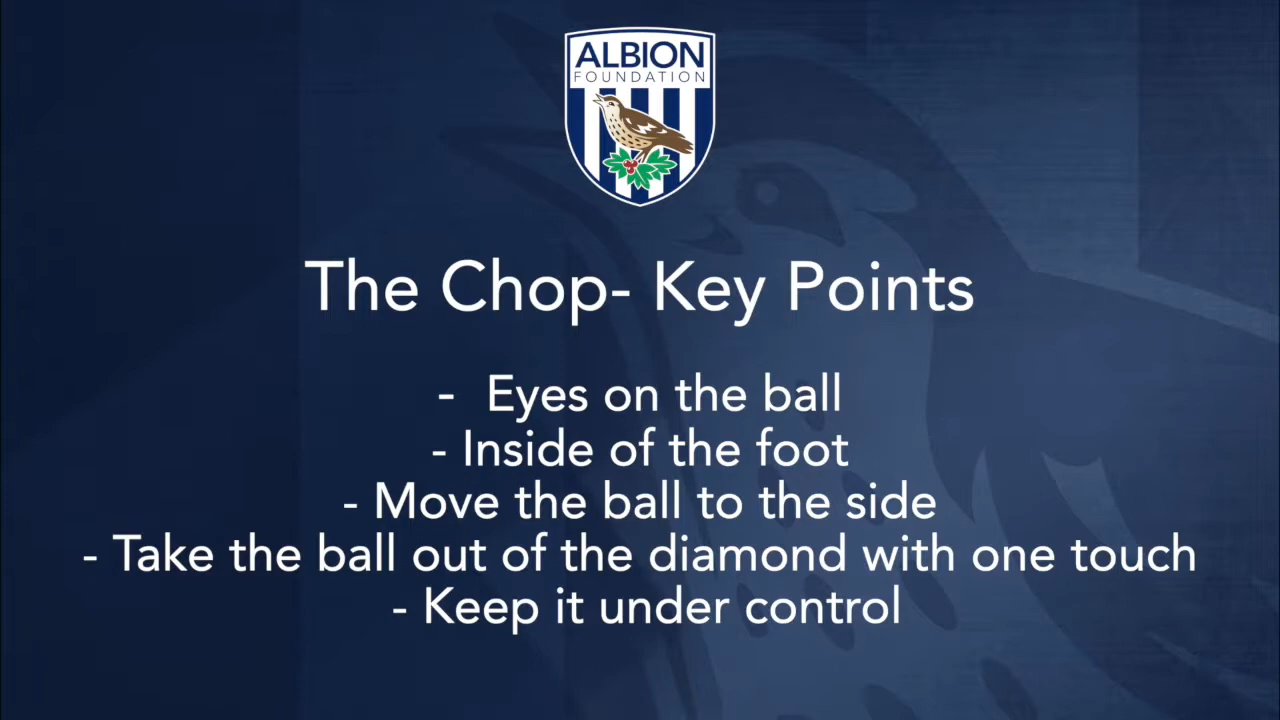 ALBION
FOUNDATION
The Chop- Key Points
- Eyes on the ball
- Inside of the foot
- Move the ball to the side
- Take the ball out of the diamond with one touch
- Keep it under control